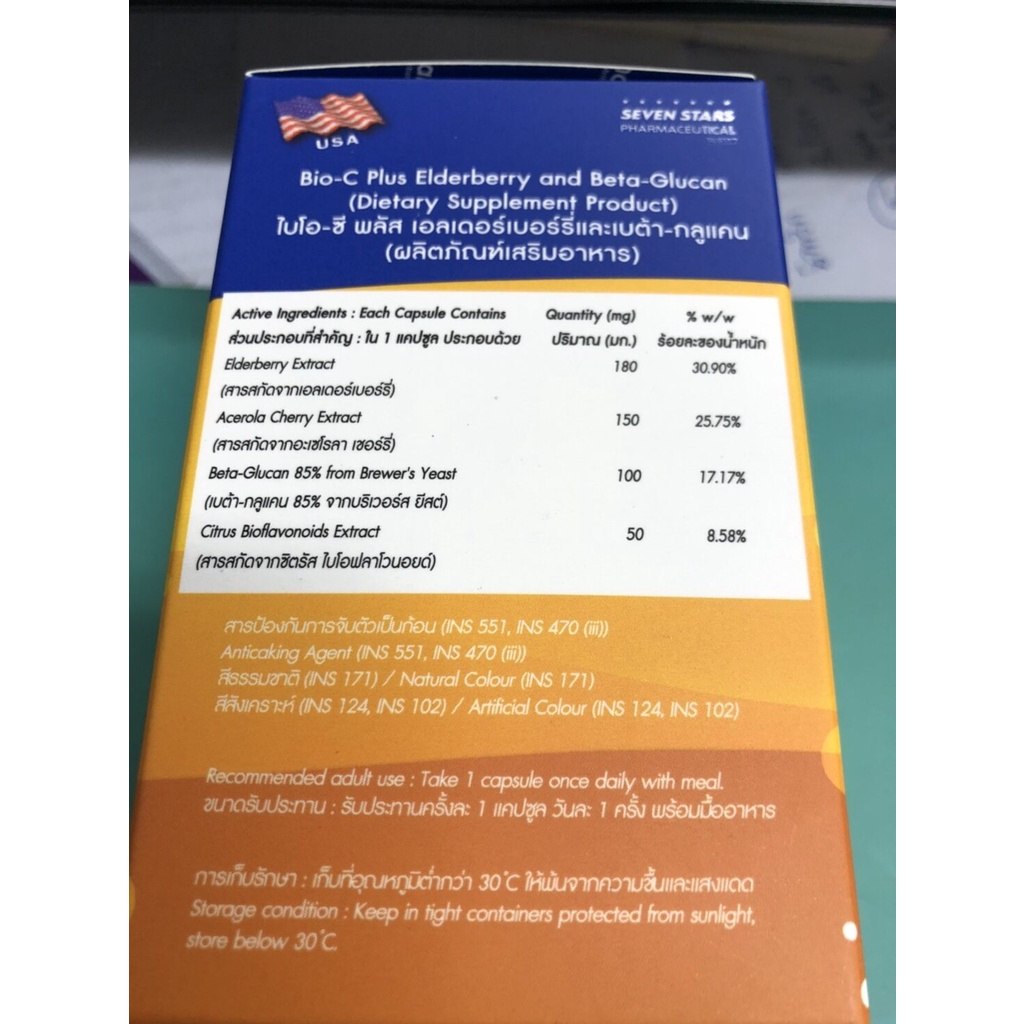 USA
SEVEN STARS
PHARMACEUTICAL
Bio-C Plus Elderberry and Beta-Glucan
(Dietary Supplement Product)
ไบโอ-ซี พลัส เอลเดอร์เบอร์รี่และเบต้า-กลูแคน
(ผลิตภัณฑ์เสริมอาหาร)
Active Ingredients : Each Capsule Contains Quantity (mg) % w/w
ส่วนประกอบที่สำคัญ : ใน 1 แคปซูล ประกอบด้วย ปริมาณ (มก.) ร้อยละของน้ำหนัก
Elderberry Extract 180 30.90%
(สารสกัดจากเอลเดอร์เบอร์รี่)
Acerola Cherry Extract 150 25.75%
(สารสกัดจากอะเซโรลา เชอร์รี่)
Beta-Glucan 85% from Brewer's Yeast 100 17.17%
(เบต้า-กลูแคน 85% จากบริเวอร์ส ยีสต์)
Citrus Bioflavonoids Extract 50 8.58%
(สารสกัดจากซิตรัส ไบโอฟลาโวนอยด์)
สารป้องกันการจับตัวเป็นก้อน (INS 551, INS 470 (iii))
Anticaking Agent (INS 551, INS 470 (iii))
สีธรรมชาติ (INS 171) / Natural Colour (INS 171)
สีสังเคราะห์ (INS 124, INS 102) / Artificial Colour (INS 124, INS 102)
Recommended adult use : Take 1 capsule once daily with meal.
ขนาดรับประทาน : รับประทานครั้งละ 1 แคปซูล วันละ 1 ครั้ง พร้อมมื้ออาหาร
การเก็บรักษา : เก็บที่อุณหภูมิต่ำกว่า 30°C ให้พ้นจากความชื้นและแสงแดด
Storage condition : Keep in tight containers protected from sunlight,
store below 30°C.